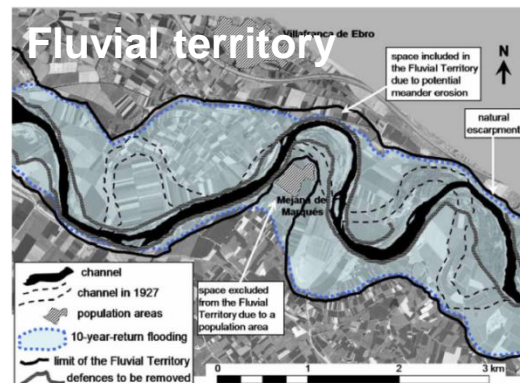 Fluvial territory
Villafranca de Ebro
space included in
the Fluvial Territory
due to potential
meander erosion
N
natural
escarpment
Mejana de
Marqués
space excluded
from the Fluvial
Territory due to a
population area
channel
channel in 1927
population areas
10-year-return flooding
limit of the Fluvial Territory
defences to be removed
0 1 2 3 km